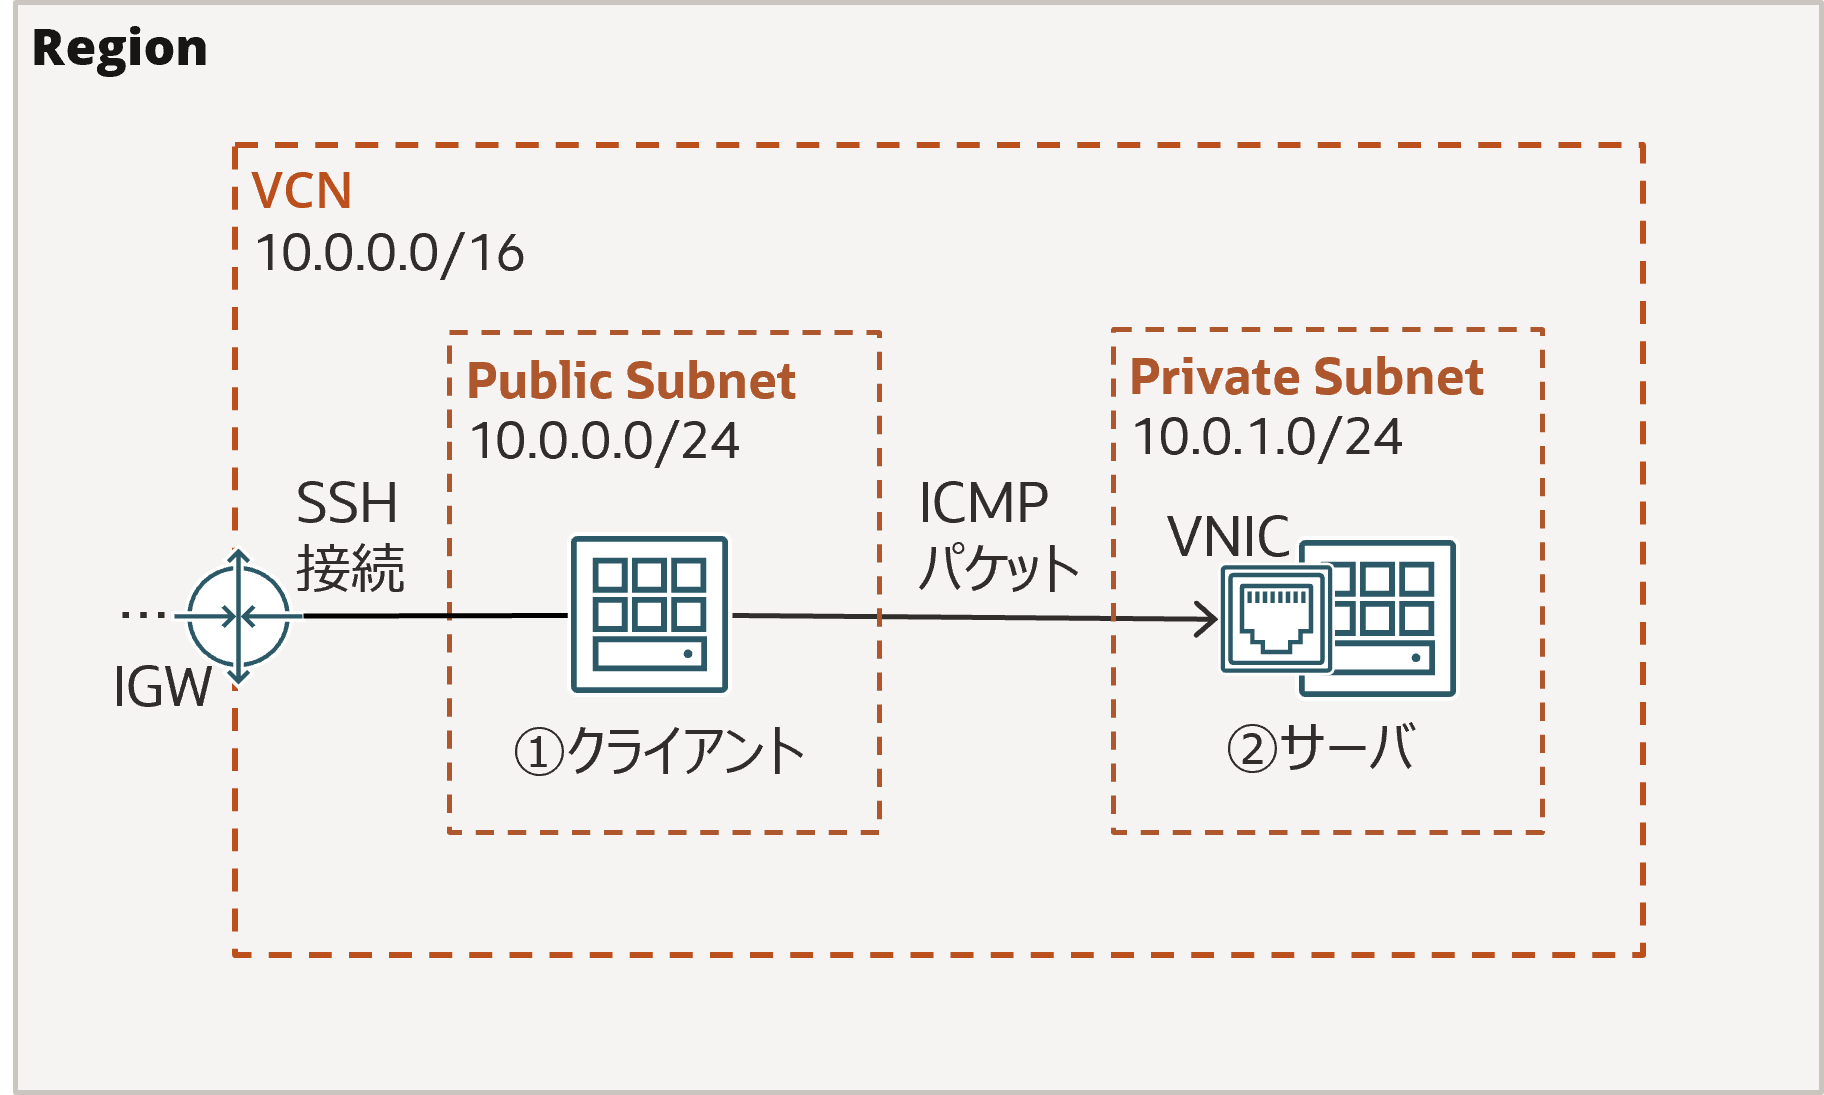 Region
VCN
10.0.0.0/16
Public Subnet
10.0.0.0/24
Private Subnet
10.0.1.0/24
SSH
接続
ICMP
パケット
VNIC
…
IGW
①クライアント
②サーバ